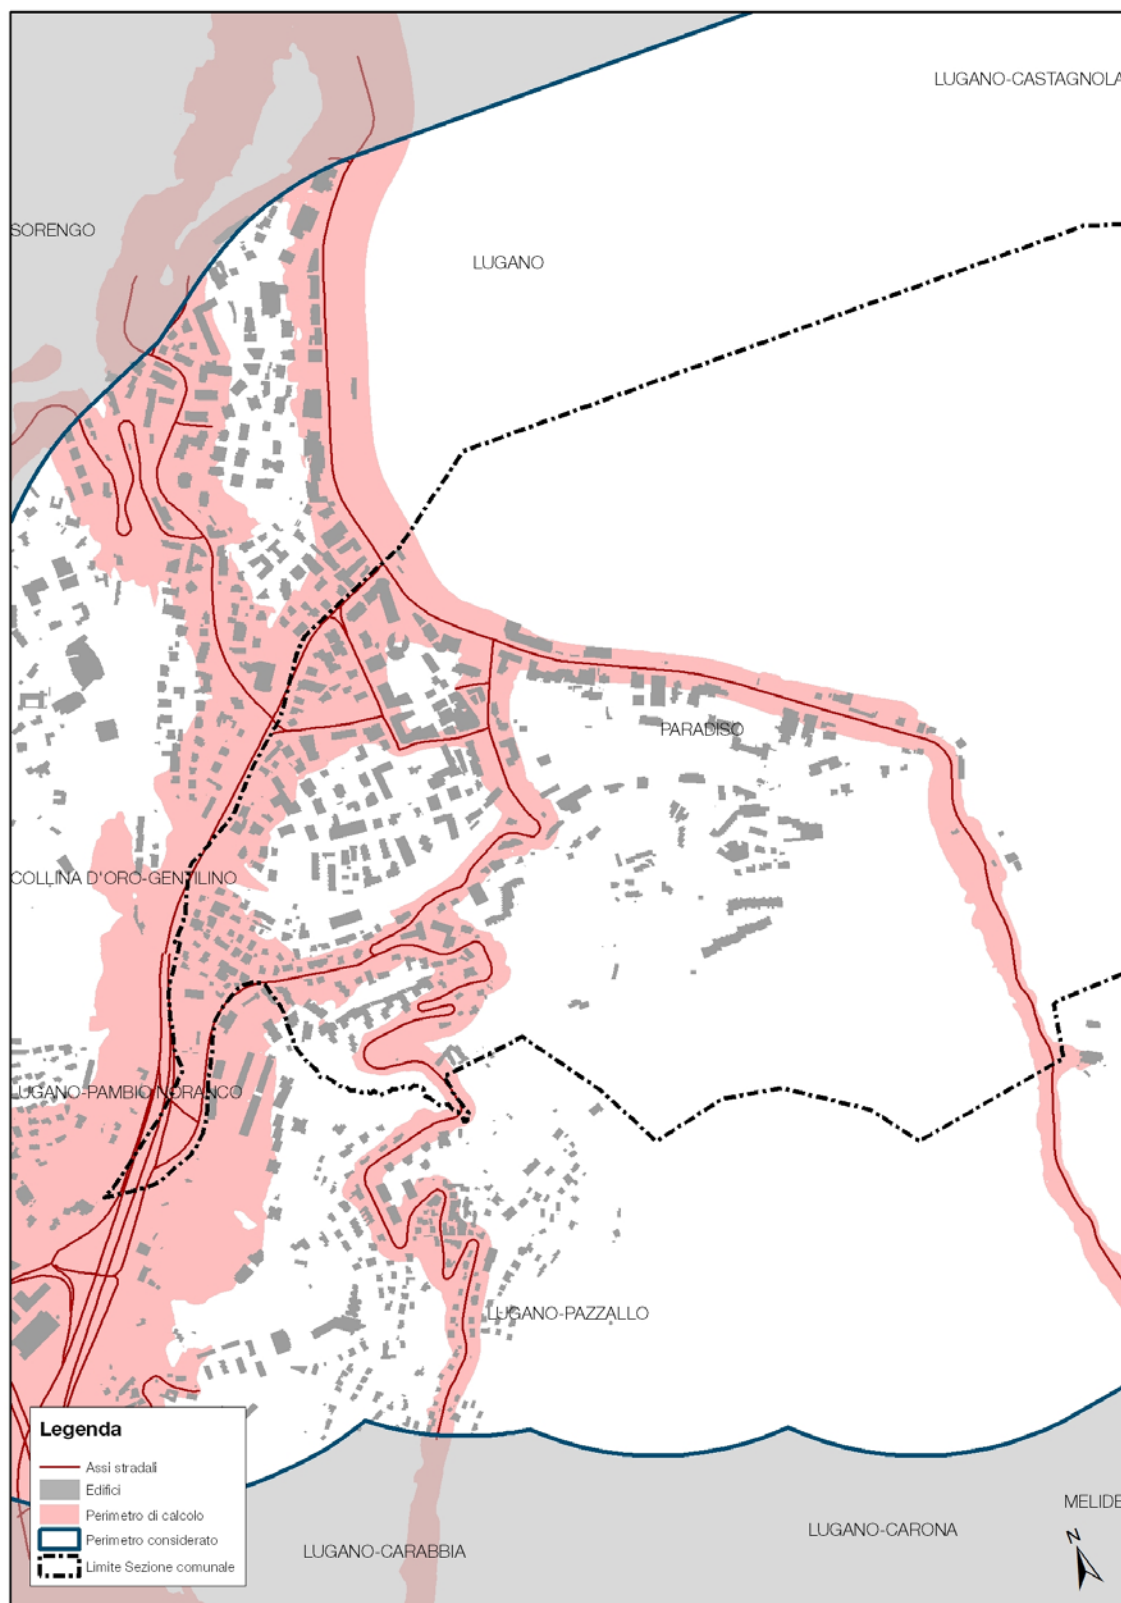 LUGANO-CASTAGNOLA
SORENGO
LUGANO
PARADISO
COLLINA D'ORO-GENTILINO
LUGANO-PAMBIO NORANCO
LUGANO-PAZZALLO
Legenda
Assi stradali
Edifici
Perimetro di calcolo
Perimetro considerato
Limite Sezione comunale
MELIDE
LUGANO-CARONA
LUGANO-CARABBIA
N